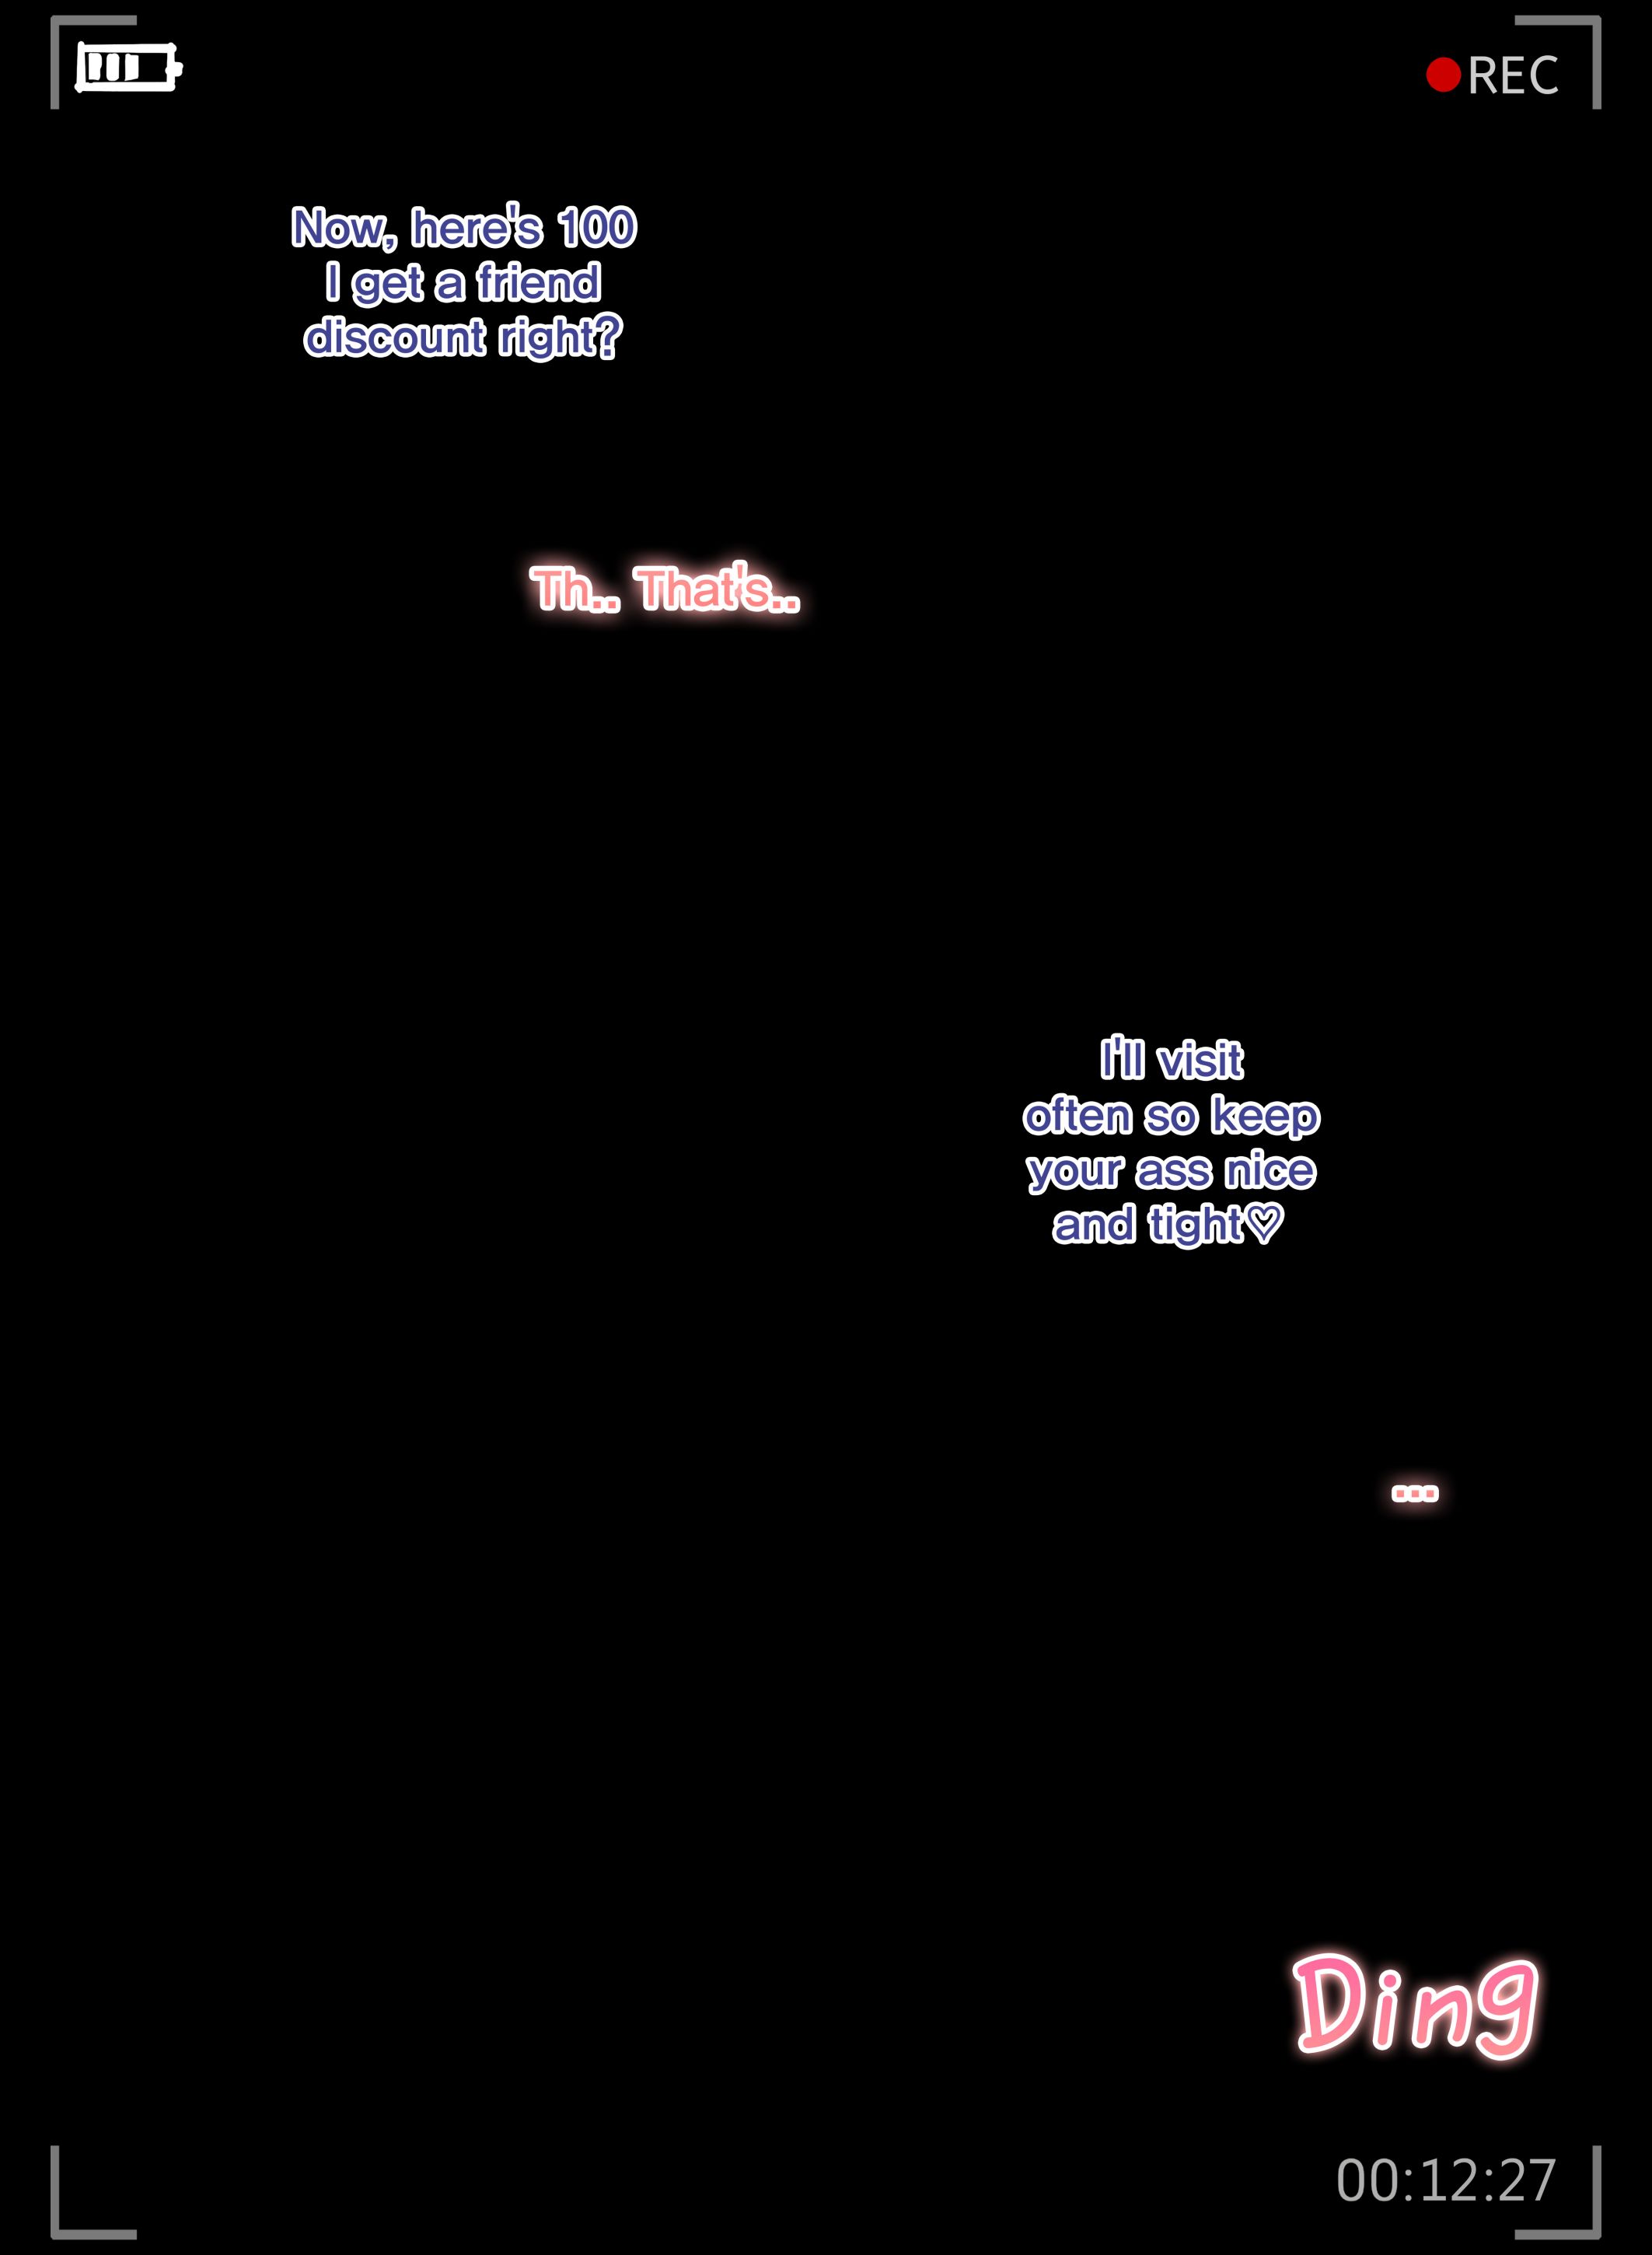 REC
Now, here's 100
I get a friend
discount right?
Th.. That's..
I'll visit
often so keep
your ass nice
and tight♡
...
Ding
00:12:27